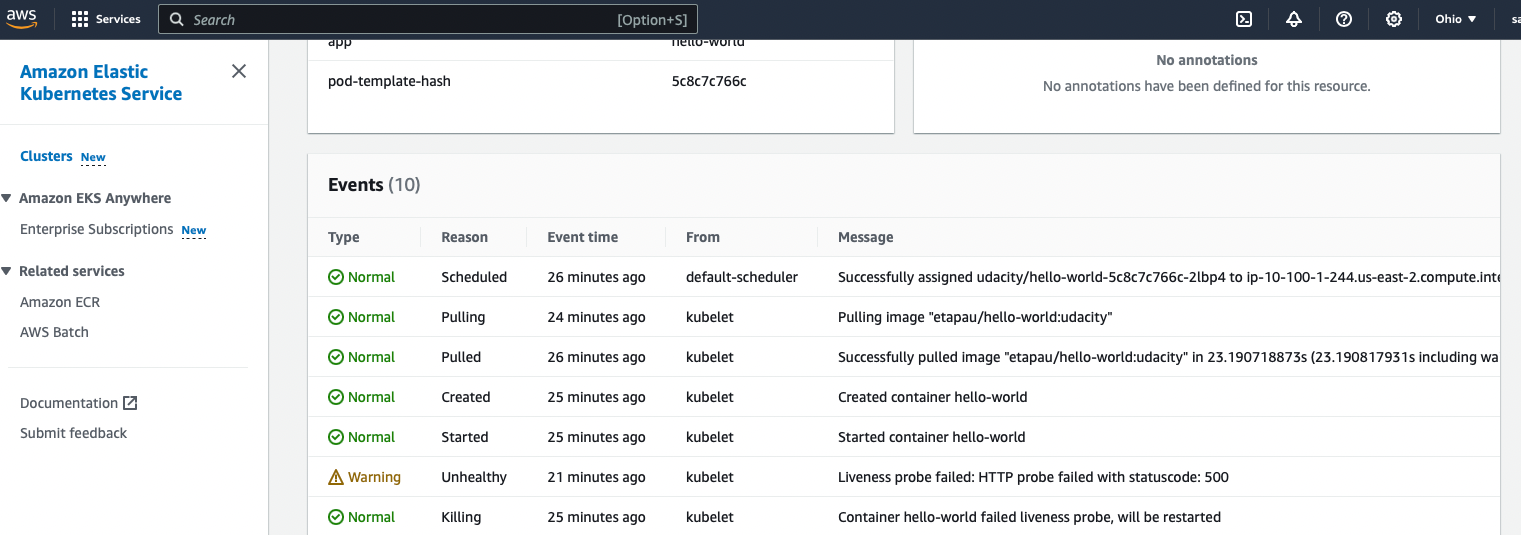 aws Services Search [Option+S] Ohio ▼ sa
Amazon Elastic
Kubernetes Service
Clusters New
Amazon EKS Anywhere
Enterprise Subscriptions New
Related services
Amazon ECR
AWS Batch
Documentation
Submit feedback
app hello-world
pod-template-hash 5c8c7c766c
No annotations
No annotations have been defined for this resource.
Events (10)
Type Reason Event time From Message
Normal Scheduled 26 minutes ago default-scheduler Successfully assigned udacity/hello-world-5c8c7c766c-2lbp4 to ip-10-100-1-244.us-east-2.compute.inte
Normal Pulling 24 minutes ago kubelet Pulling image "etapau/hello-world:udacity"
Normal Pulled 26 minutes ago kubelet Successfully pulled image "etapau/hello-world:udacity" in 23.190718873s (23.190817931s including wa
Normal Created 25 minutes ago kubelet Created container hello-world
Normal Started 25 minutes ago kubelet Started container hello-world
Warning Unhealthy 21 minutes ago kubelet Liveness probe failed: HTTP probe failed with statuscode: 500
Normal Killing 25 minutes ago kubelet Container hello-world failed liveness probe, will be restarted